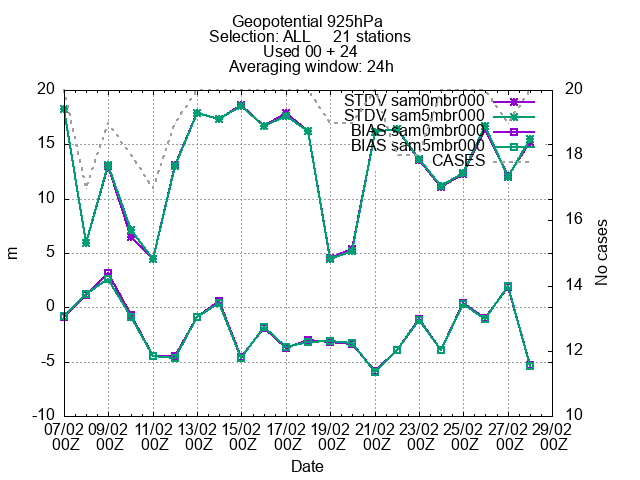 Geopotential 925hPa
Selection: ALL 21 stations
Used 00 + 24
Averaging window: 24h
STDV sam0mbr000
STDV sam5mbr000
BIAS sam0mbr000
BIAS sam5mbr000
CASES
20
15
10
5
0
-5
-10
m
20
18
16
14
12
10
No cases
07/02 09/02 11/02 13/02 15/02 17/02 19/02 21/02 23/02 25/02 27/02 29/02
00Z 00Z 00Z 00Z 00Z 00Z 00Z 00Z 00Z 00Z 00Z 00Z
Date